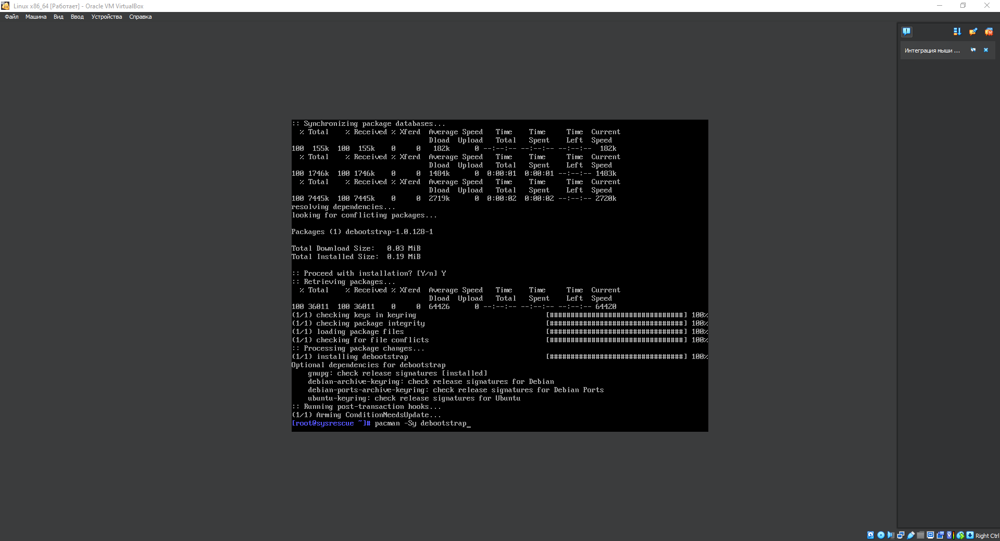 Linux x86_64 [Работает] - Oracle VM VirtualBox
Файл Машина Вид Ввод Устройства Справка
Интеграция мыши ...
:: Synchronizing package databases...
  % Total    % Received % Xferd  Average Speed   Time    Time     Time  Current
                                 Dload  Upload   Total   Spent    Left  Speed
100  155k  100  155k    0     0   182k      0 --:--:-- --:--:-- --:--:--  182k
  % Total    % Received % Xferd  Average Speed   Time    Time     Time  Current
                                 Dload  Upload   Total   Spent    Left  Speed
100 1746k  100 1746k    0     0  1484k      0  0:00:01  0:00:01 --:--:-- 1483k
  % Total    % Received % Xferd  Average Speed   Time    Time     Time  Current
                                 Dload  Upload   Total   Spent    Left  Speed
100 7445k  100 7445k    0     0  2719k      0  0:00:02  0:00:02 --:--:-- 2720k
resolving dependencies...
looking for conflicting packages...
Packages (1) debootstrap-1.0.128-1
Total Download Size:   0.03 MiB
Total Installed Size:  0.19 MiB
:: Proceed with installation? [Y/n] Y
:: Retrieving packages...
  % Total    % Received % Xferd  Average Speed   Time    Time     Time  Current
                                 Dload  Upload   Total   Spent    Left  Speed
100 36011  100 36011    0     0  64426      0 --:--:-- --:--:-- --:--:-- 64420
(1/1) checking keys in keyring                               [################################] 100%
(1/1) checking package integrity                             [################################] 100%
(1/1) loading package files                                  [################################] 100%
(1/1) checking for file conflicts                            [################################] 100%
:: Processing package changes...
(1/1) installing debootstrap                                 [################################] 100%
Optional dependencies for debootstrap
    gnupg: check release signatures [installed]
    debian-archive-keyring: check release signatures for Debian
    debian-ports-archive-keyring: check release signatures for Debian Ports
    ubuntu-keyring: check release signatures for Ubuntu
:: Running post-transaction hooks...
(1/1) Arming ConditionNeedsUpdate...
[root@sysrescue ~]# pacman -Sy debootstrap_
Right Ctrl